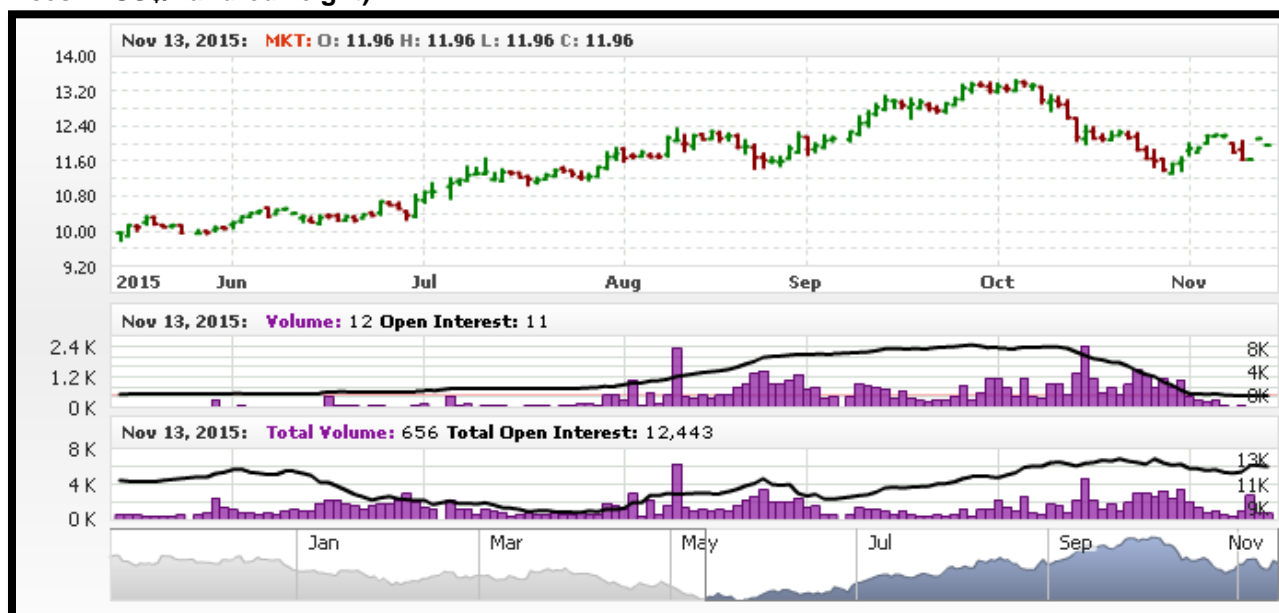 Nov 13, 2015: MKT: O: 11.96 H: 11.96 L: 11.96 C: 11.96
14.00
13.20
12.40
11.60
10.80
10.00
9.20
2015 Jun Jul Aug Sep Oct Nov
Nov 13, 2015: Volume: 12 Open Interest: 11
2.4 K 8K
1.2 K 4K
0 K 0K
Nov 13, 2015: Total Volume: 656 Total Open Interest: 12,443
8 K 13K
4 K 11K
0 K 9K
Jan Mar May Jul Sep Nov